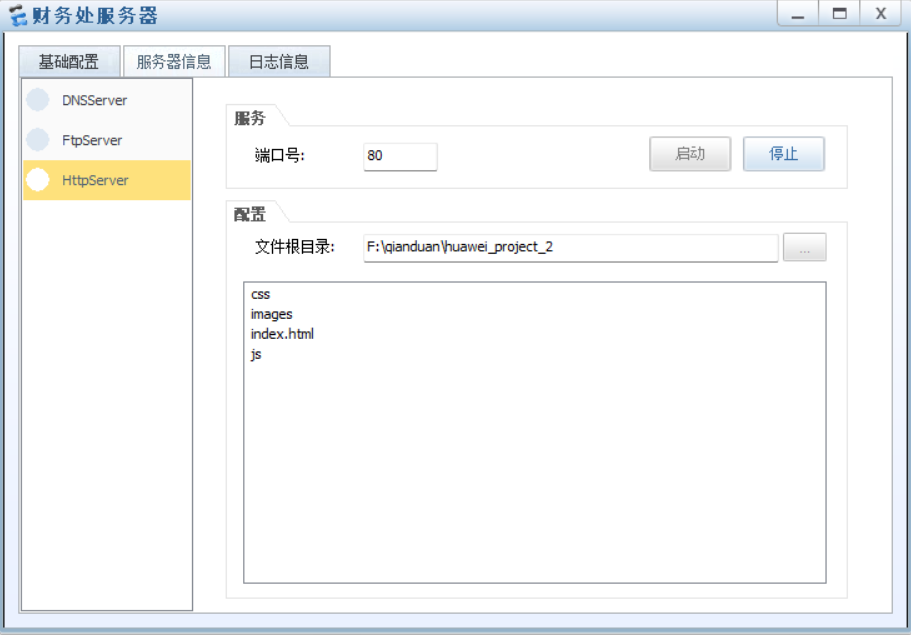 财务处服务器
X
基础配置 服务器信息 日志信息
DNSServer
FtpServer
HttpServer
服务
端口号: 80 启动 停止
配置
文件根目录: F:\qianduan\huawei_project_2 ...
css
images
index.html
js